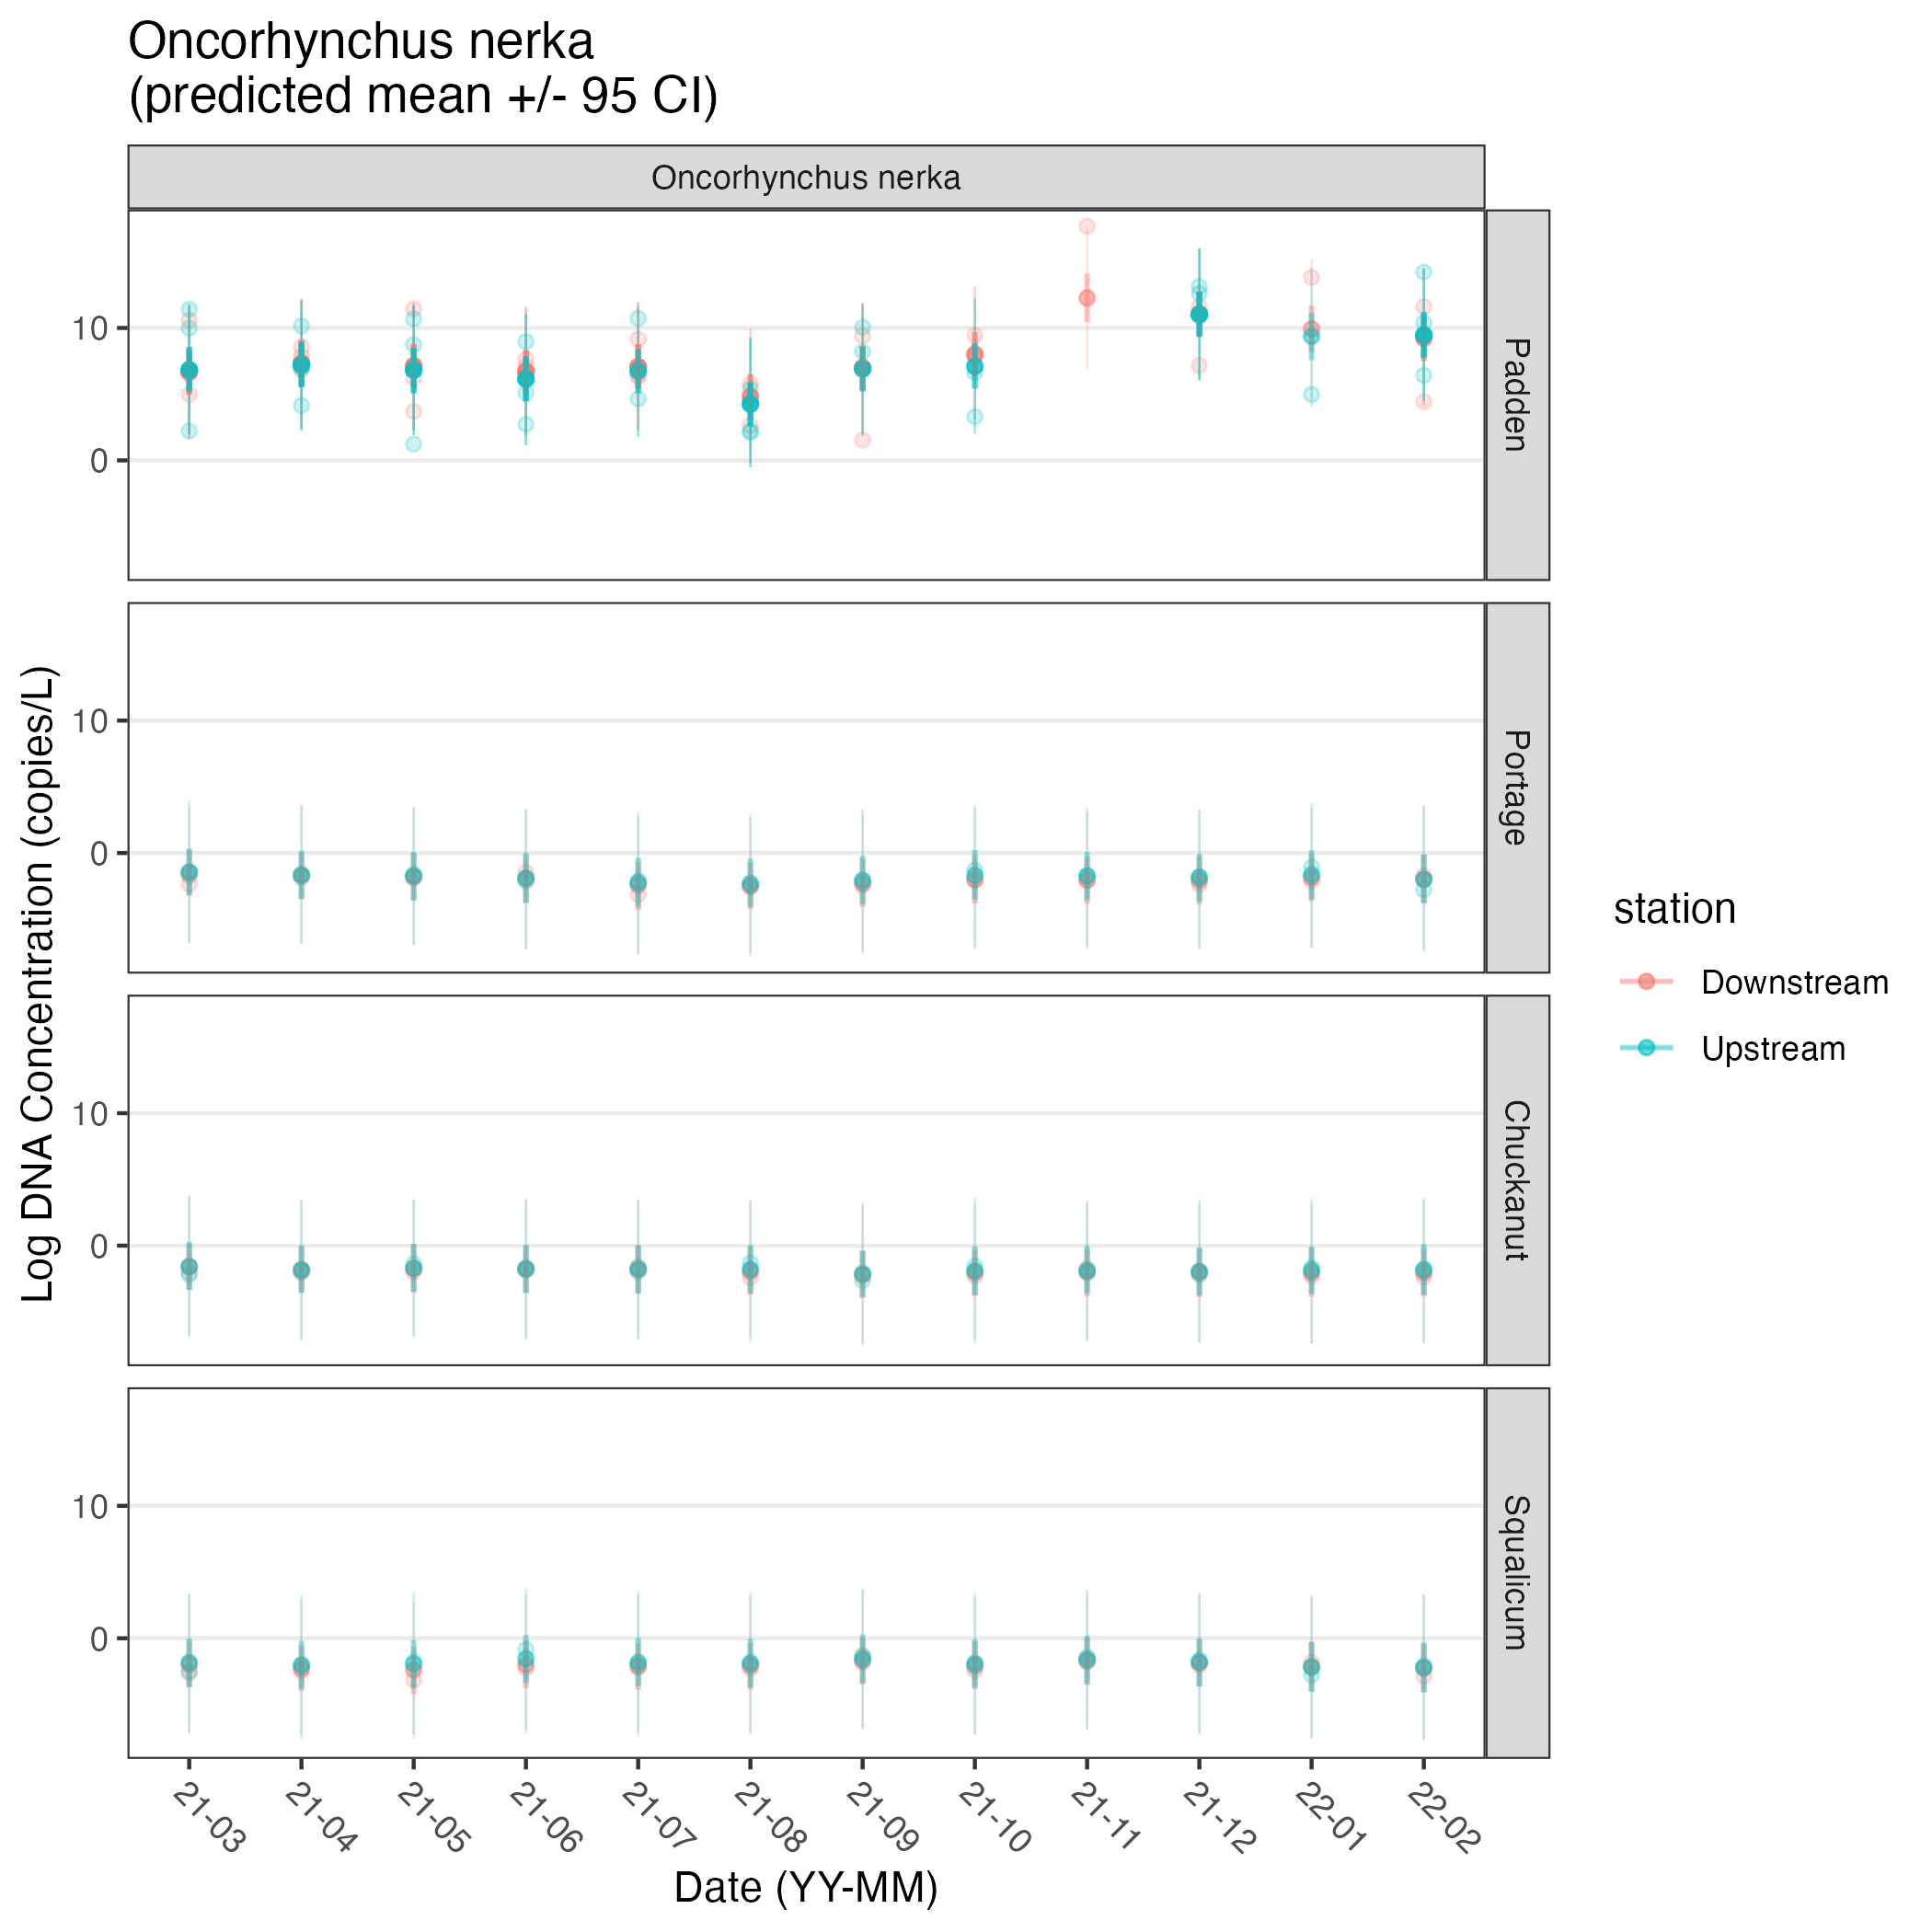 Oncorhynchus nerka
(predicted mean +/- 95 CI)
Oncorhynchus nerka
Log DNA Concentration (copies/L)
10
0
Padden
10
0
Portage
10
0
Chuckanut
10
0
Squalicum
21-03
21-04
21-05
21-06
21-07
21-08
21-09
21-10
21-11
21-12
22-01
22-02
Date (YY-MM)
station
Downstream
Upstream